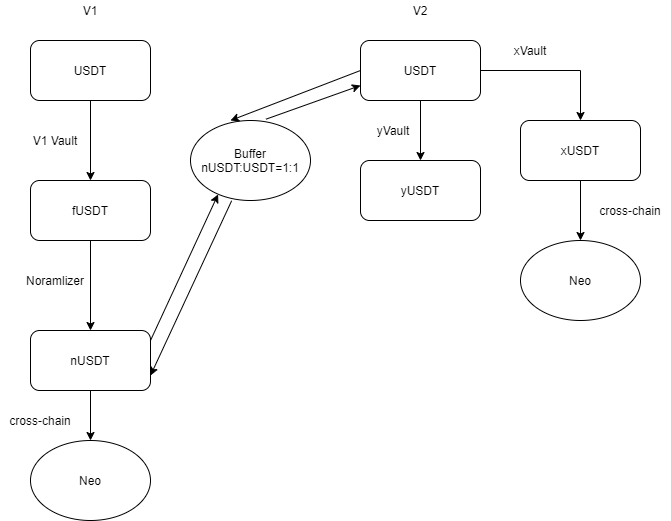 V1
V2
USDT
USDT
xVault
V1 Vault
yVault
Buffer
nUSDT:USDT=1:1
xUSDT
fUSDT
yUSDT
cross-chain
Noramlizer
Neo
nUSDT
cross-chain
Neo